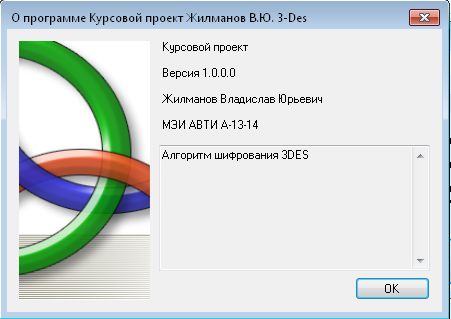 О программе Курсовой проект Жилманов В.Ю. 3-Des
Курсовой проект
Версия 1.0.0.0
Жилманов Владислав Юрьевич
МЭИ АВТИ А-13-14
Алгоритм шифрования 3DES
OK